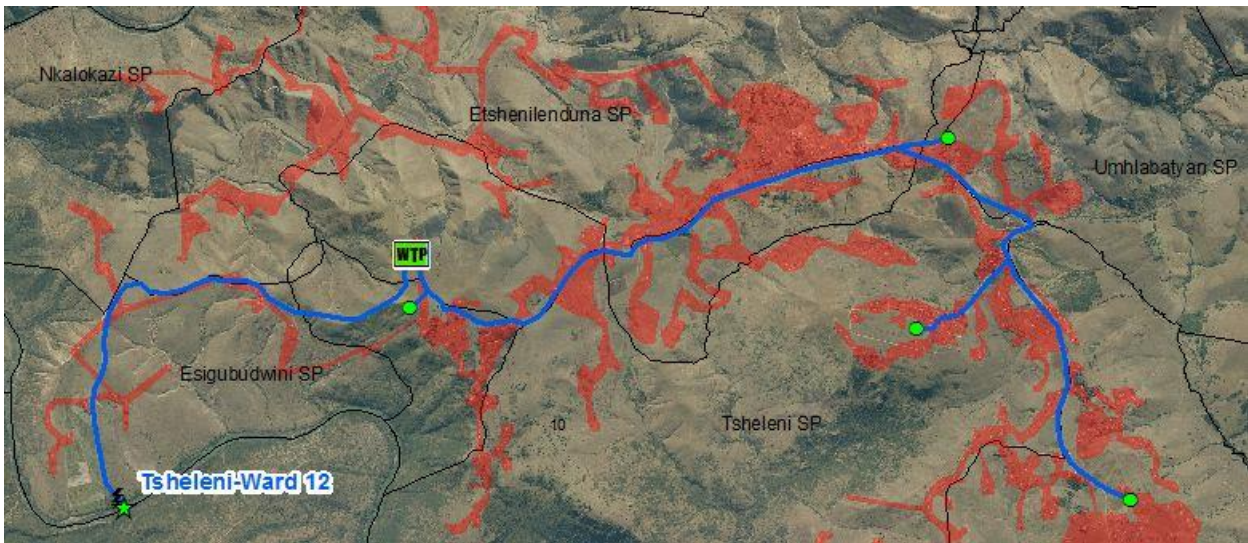 Nkalokazi SP
Etshenilenduna SP
Umhlabatyan SP
WTP
Esigubudwini SP
10
Tsheleni SP
Tsheleni-Ward 12